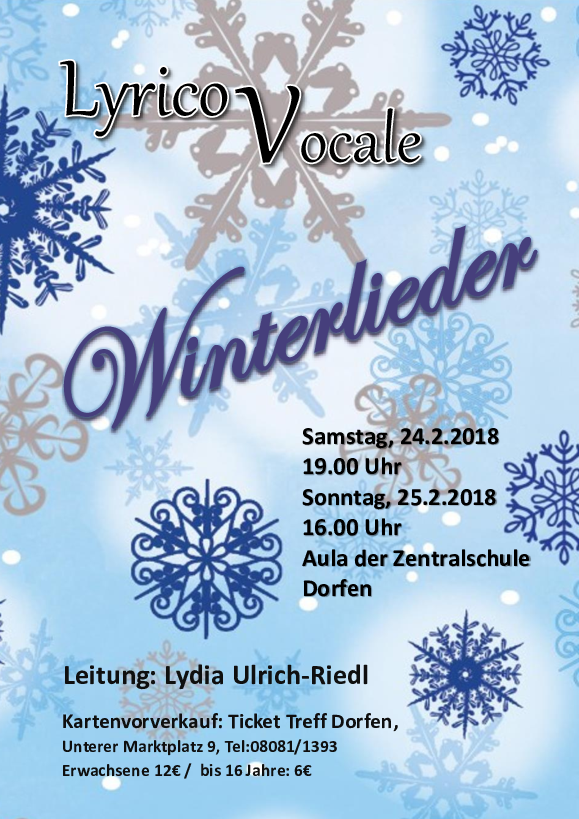 Lyrico Vocale
Winterlieder
Samstag, 24.2.2018
19.00 Uhr
Sonntag, 25.2.2018
16.00 Uhr
Aula der Zentralschule
Dorfen
Leitung: Lydia Ulrich-Riedl
Kartenvorverkauf: Ticket Treff Dorfen,
Unterer Marktplatz 9, Tel:08081/1393
Erwachsene 12€ / bis 16 Jahre: 6€